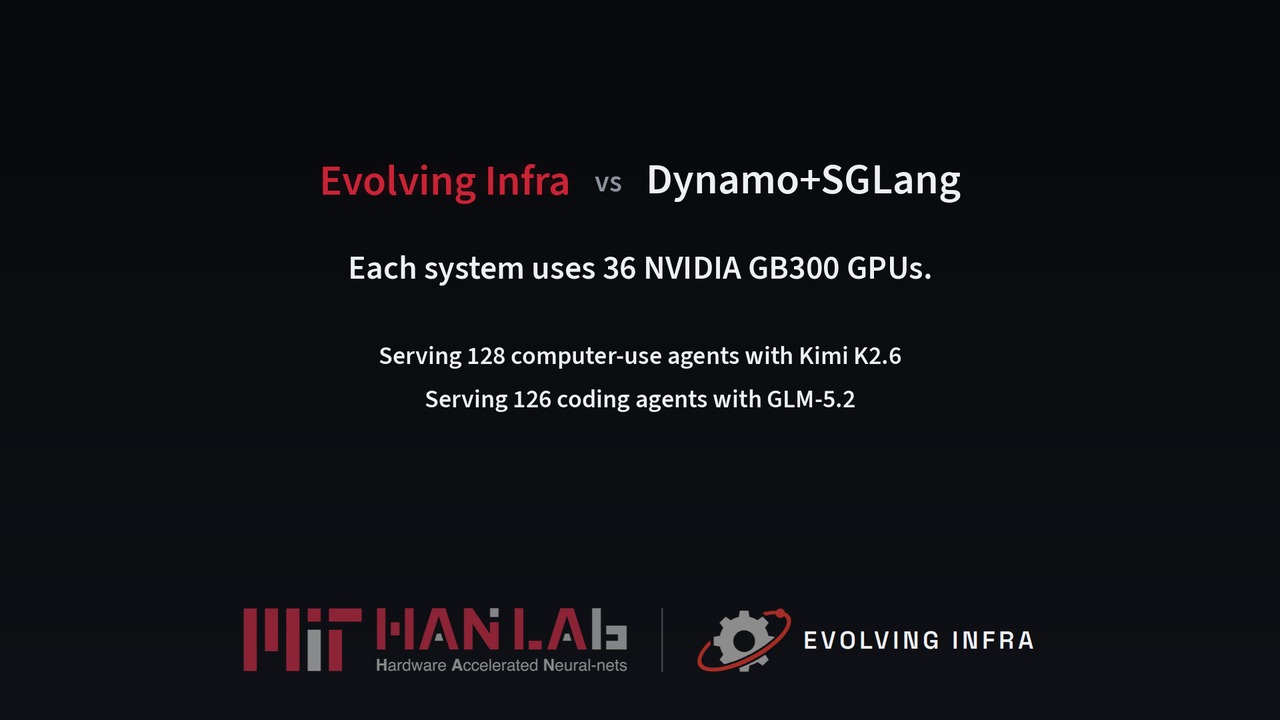 Evolving Infra vs Dynamo+SGLang
Each system uses 36 NVIDIA GB300 GPUs.
Serving 128 computer-use agents with Kimi K2.6
Serving 126 coding agents with GLM-5.2
MIT HAN LAb
Hardware Accelerated Neural-nets
EVOLVING INFRA